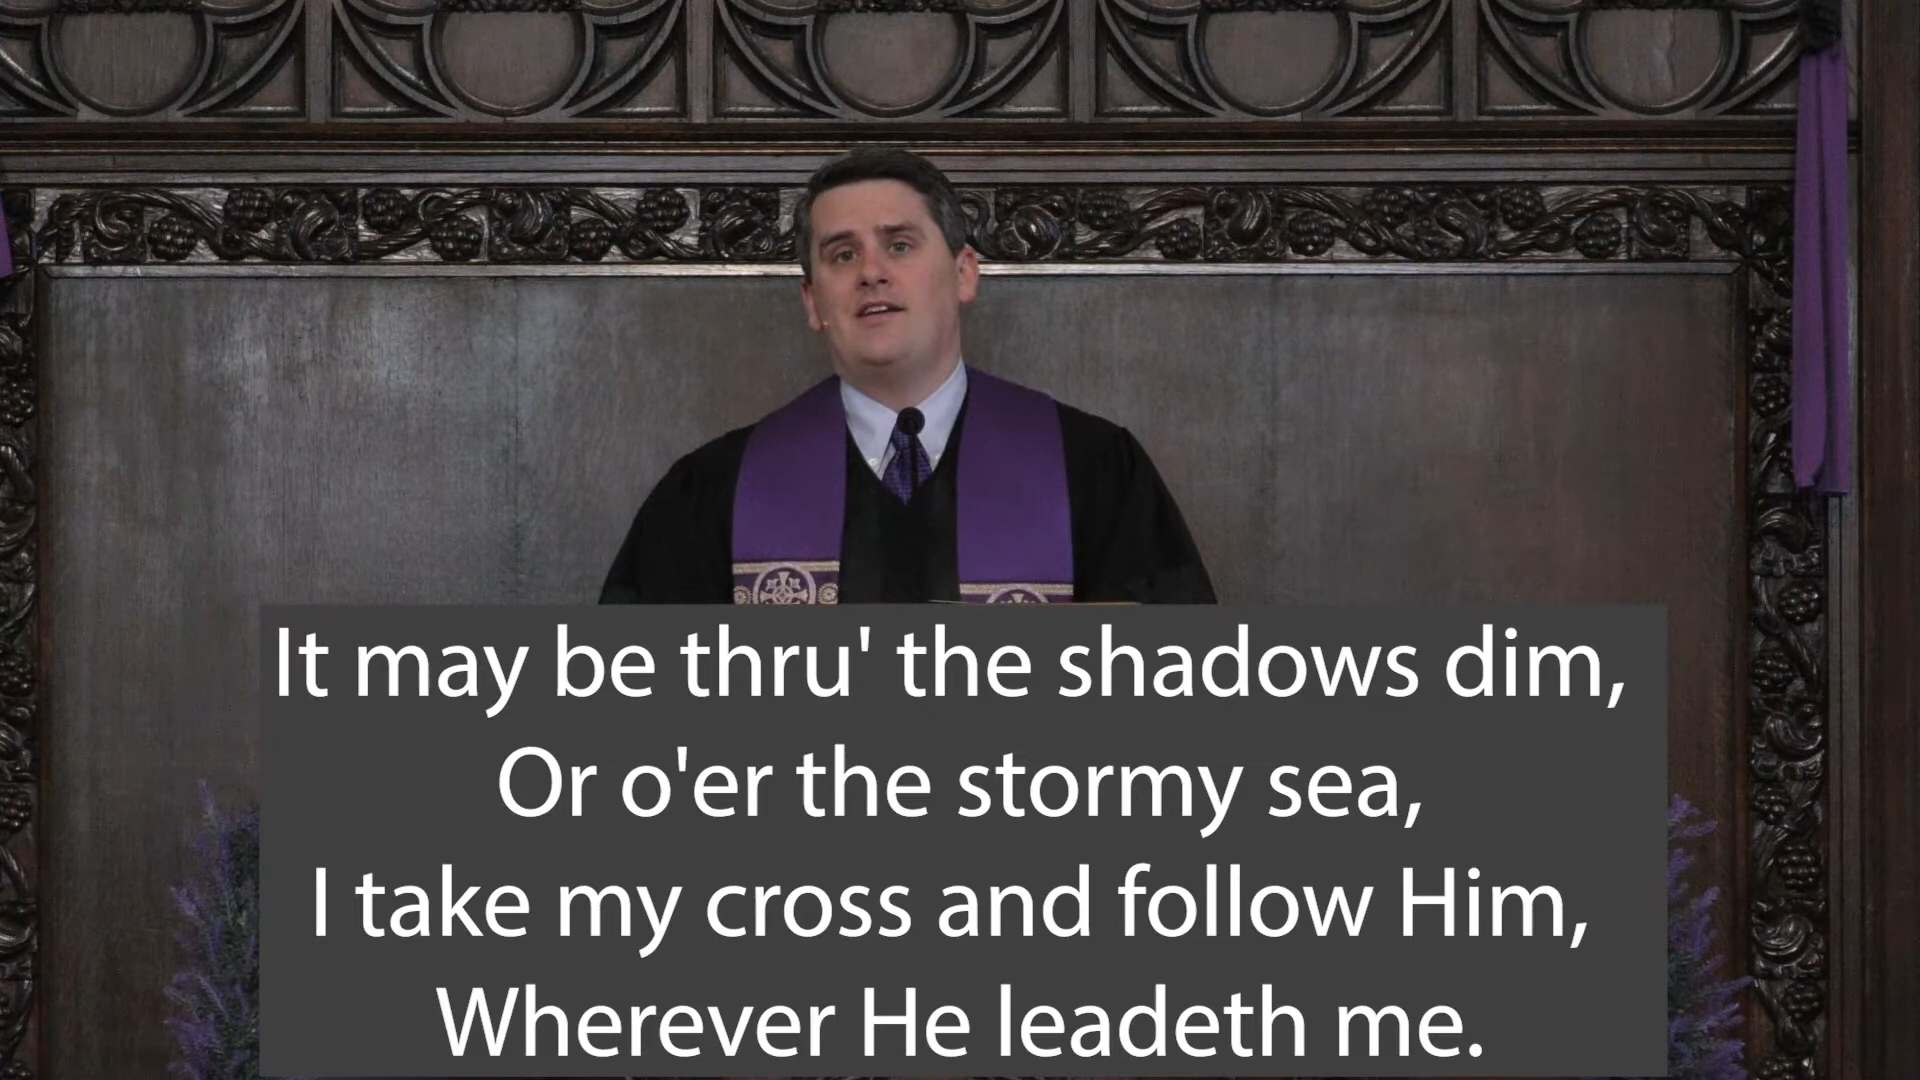 It may be thru' the shadows dim,
Or o'er the stormy sea,
I take my cross and follow Him,
Wherever He leadeth me.